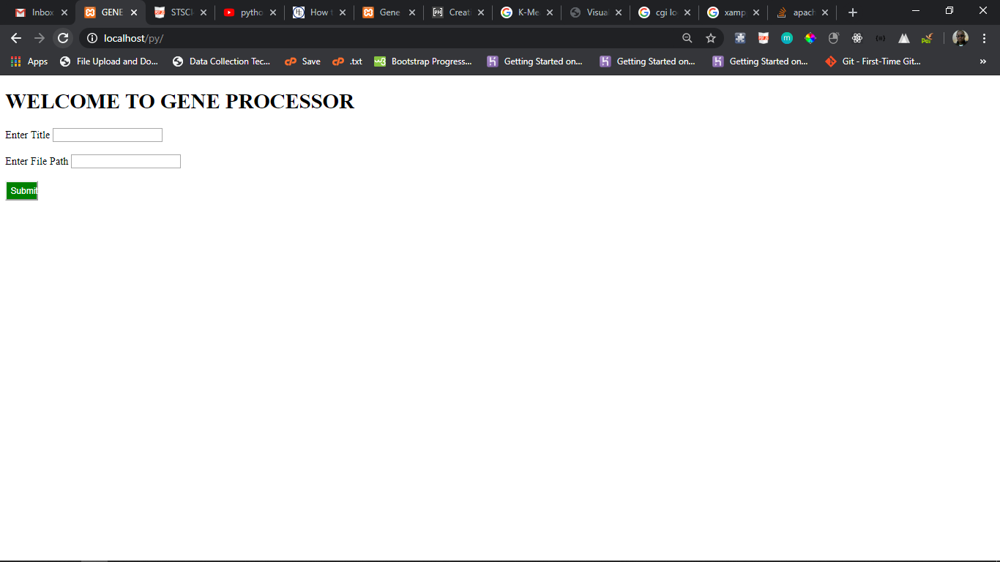 Inbox GENE STSCI pytho How t Gene Creat K-Me Visual cgi lo xamp apach
localhost/py/
Apps File Upload and Do... Data Collection Tec... Save .txt Bootstrap Progress... Getting Started on... Getting Started on... Getting Started on... Git - First-Time Git... »
WELCOME TO GENE PROCESSOR
Enter Title
Enter File Path
Submit